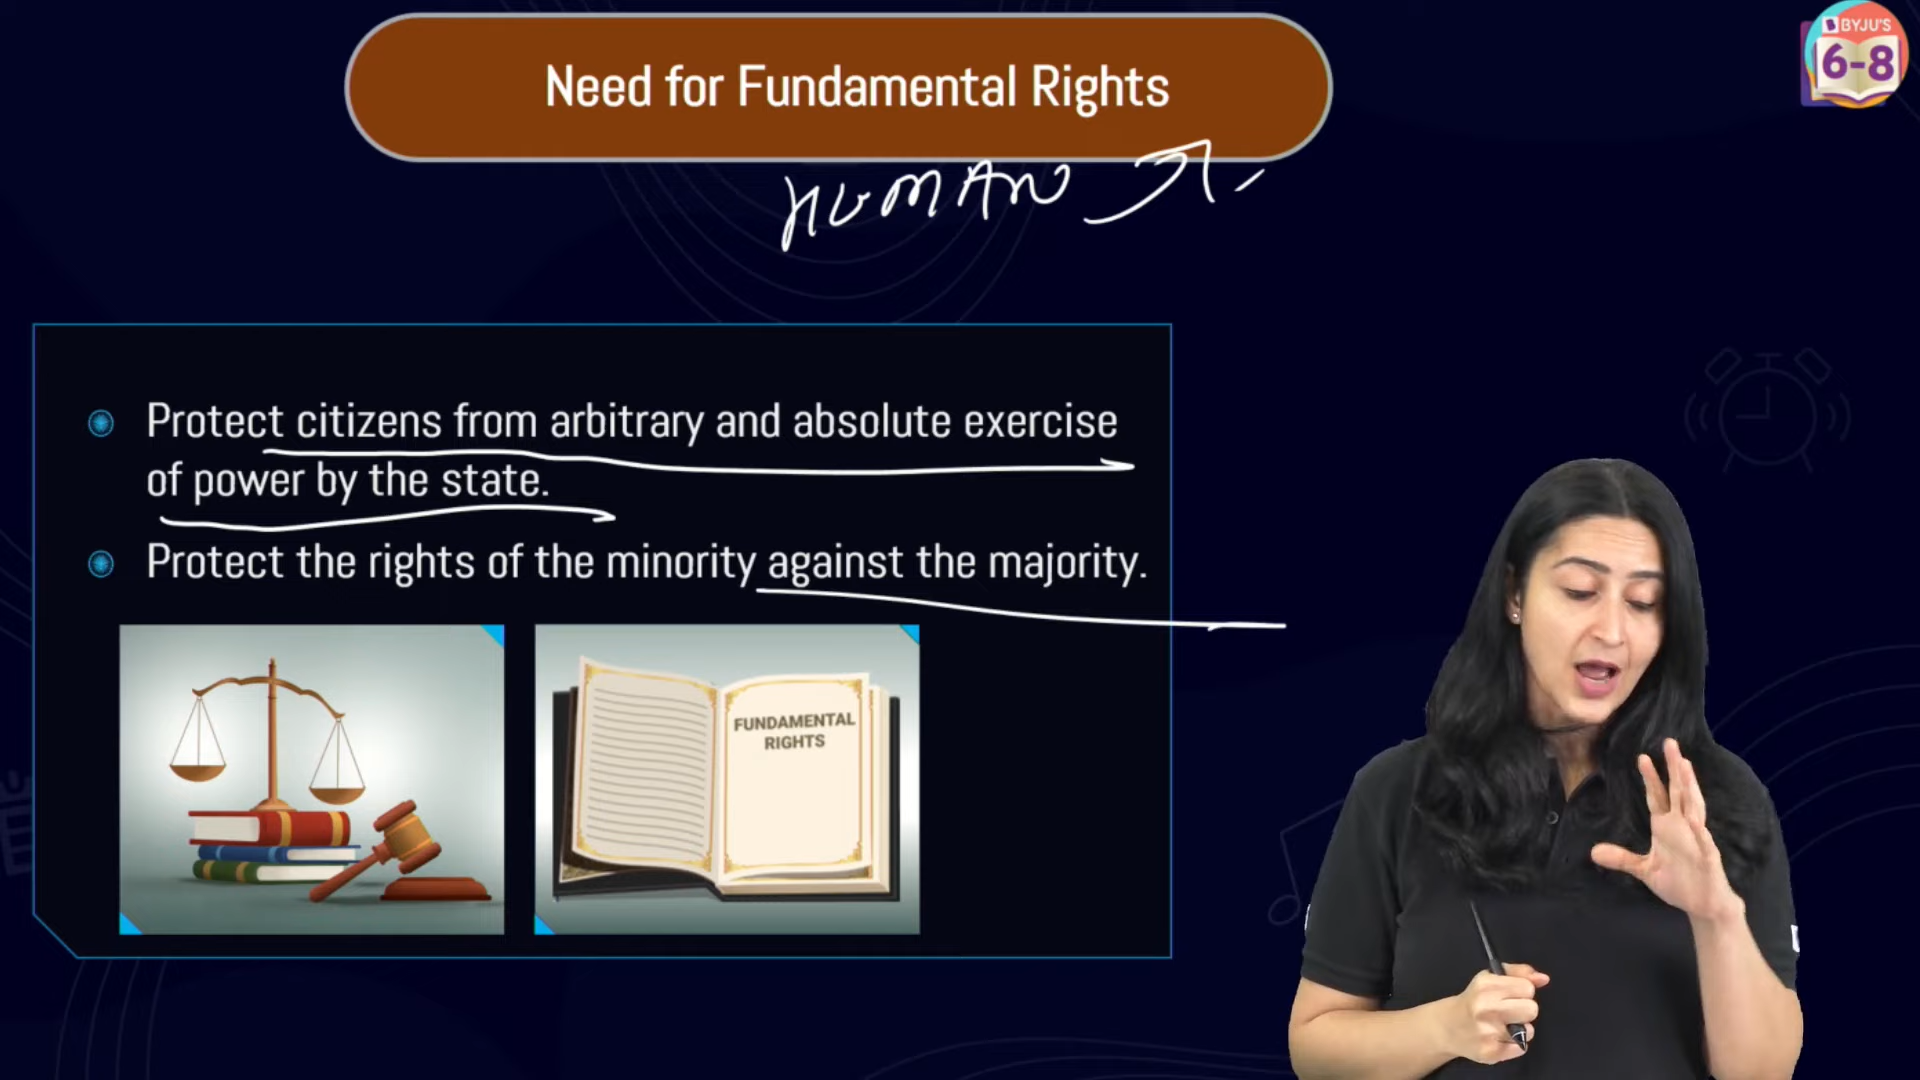 BYJU'S
6-8
Need for Fundamental Rights
HUMAN
Protect citizens from arbitrary and absolute exercise
of power by the state.
Protect the rights of the minority against the majority.
FUNDAMENTAL
RIGHTS